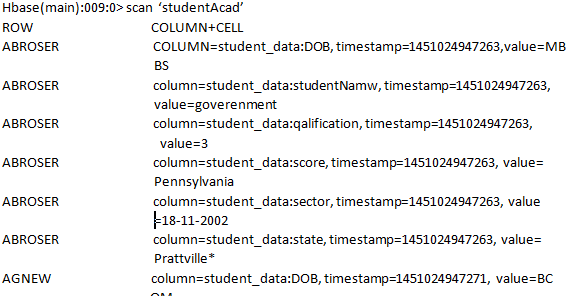 Hbase(main):009:0> scan ‘studentAcad’
ROW COLUMN+CELL
ABROSER COLUMN=student_data:DOB, timestamp=1451024947263,value=MB
BS
ABROSER column=student_data:studentNamw, timestamp=1451024947263,
value=goverenment
ABROSER column=student_data:qalification, timestamp=1451024947263,
value=3
ABROSER column=student_data:score, timestamp=1451024947263, value=
Pennsylvania
ABROSER column=student_data:sector, timestamp=1451024947263, value
=18-11-2002
ABROSER column=student_data:state, timestamp=1451024947263, value=
Prattville*
AGNEW column=student_data:DOB, timestamp=1451024947271, value=BC
OM